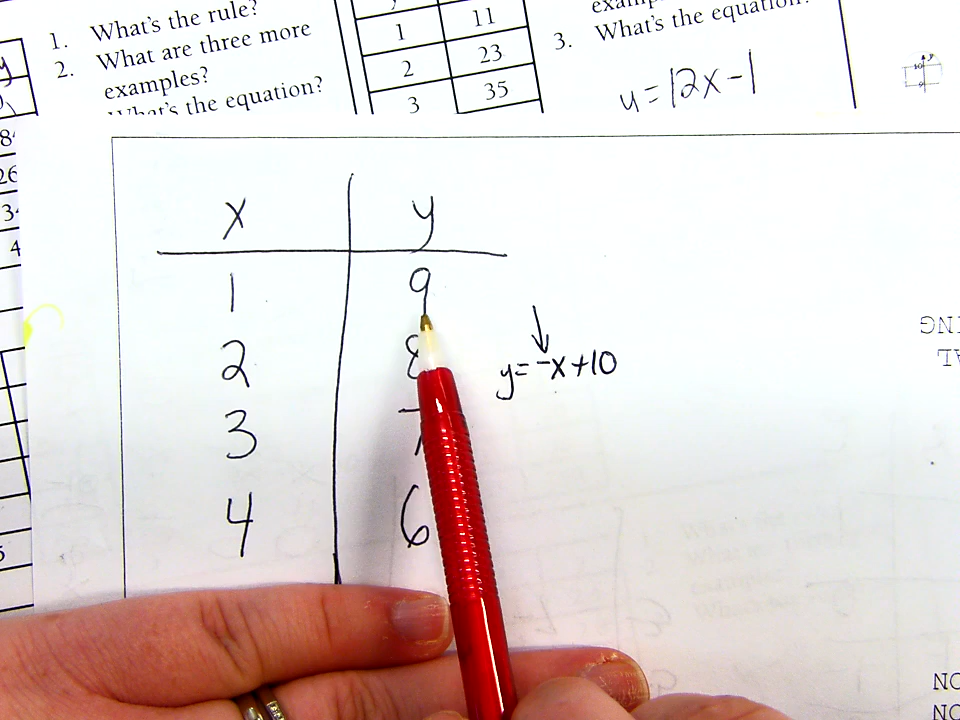 1. What's the rule?
2. What are three more
examples?
What's the equation?
1 11
2 23
3 35
3. What's the equation?
y = 12x - 1
x y
1 9
2 8
3 7
4 6
y = -x + 10